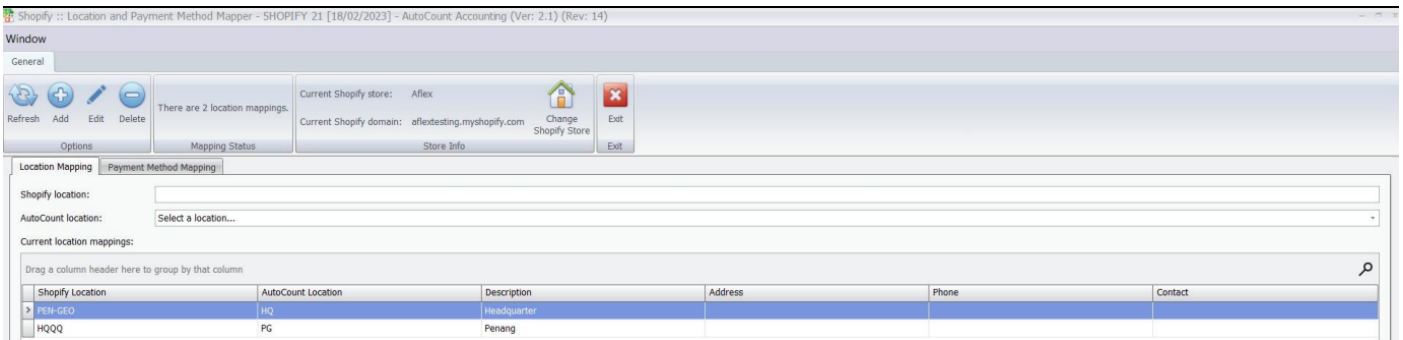 Shopify :: Location and Payment Method Mapper - SHOPIFY 21 [18/02/2023] - AutoCount Accounting (Ver: 2.1) (Rev: 14)
Window
General
Refresh Add Edit Delete
Options
There are 2 location mappings.
Mapping Status
Current Shopify store: Aflex
Current Shopify domain: aflextesting.myshopify.com
Change Shopify Store
Store Info
Exit
Exit
Location Mapping Payment Method Mapping
Shopify location:
AutoCount location: Select a location...
Current location mappings:
Drag a column header here to group by that column
Shopify Location AutoCount Location Description Address Phone Contact
PEN-GEO HQ Headquarter
HQQQ PG Penang